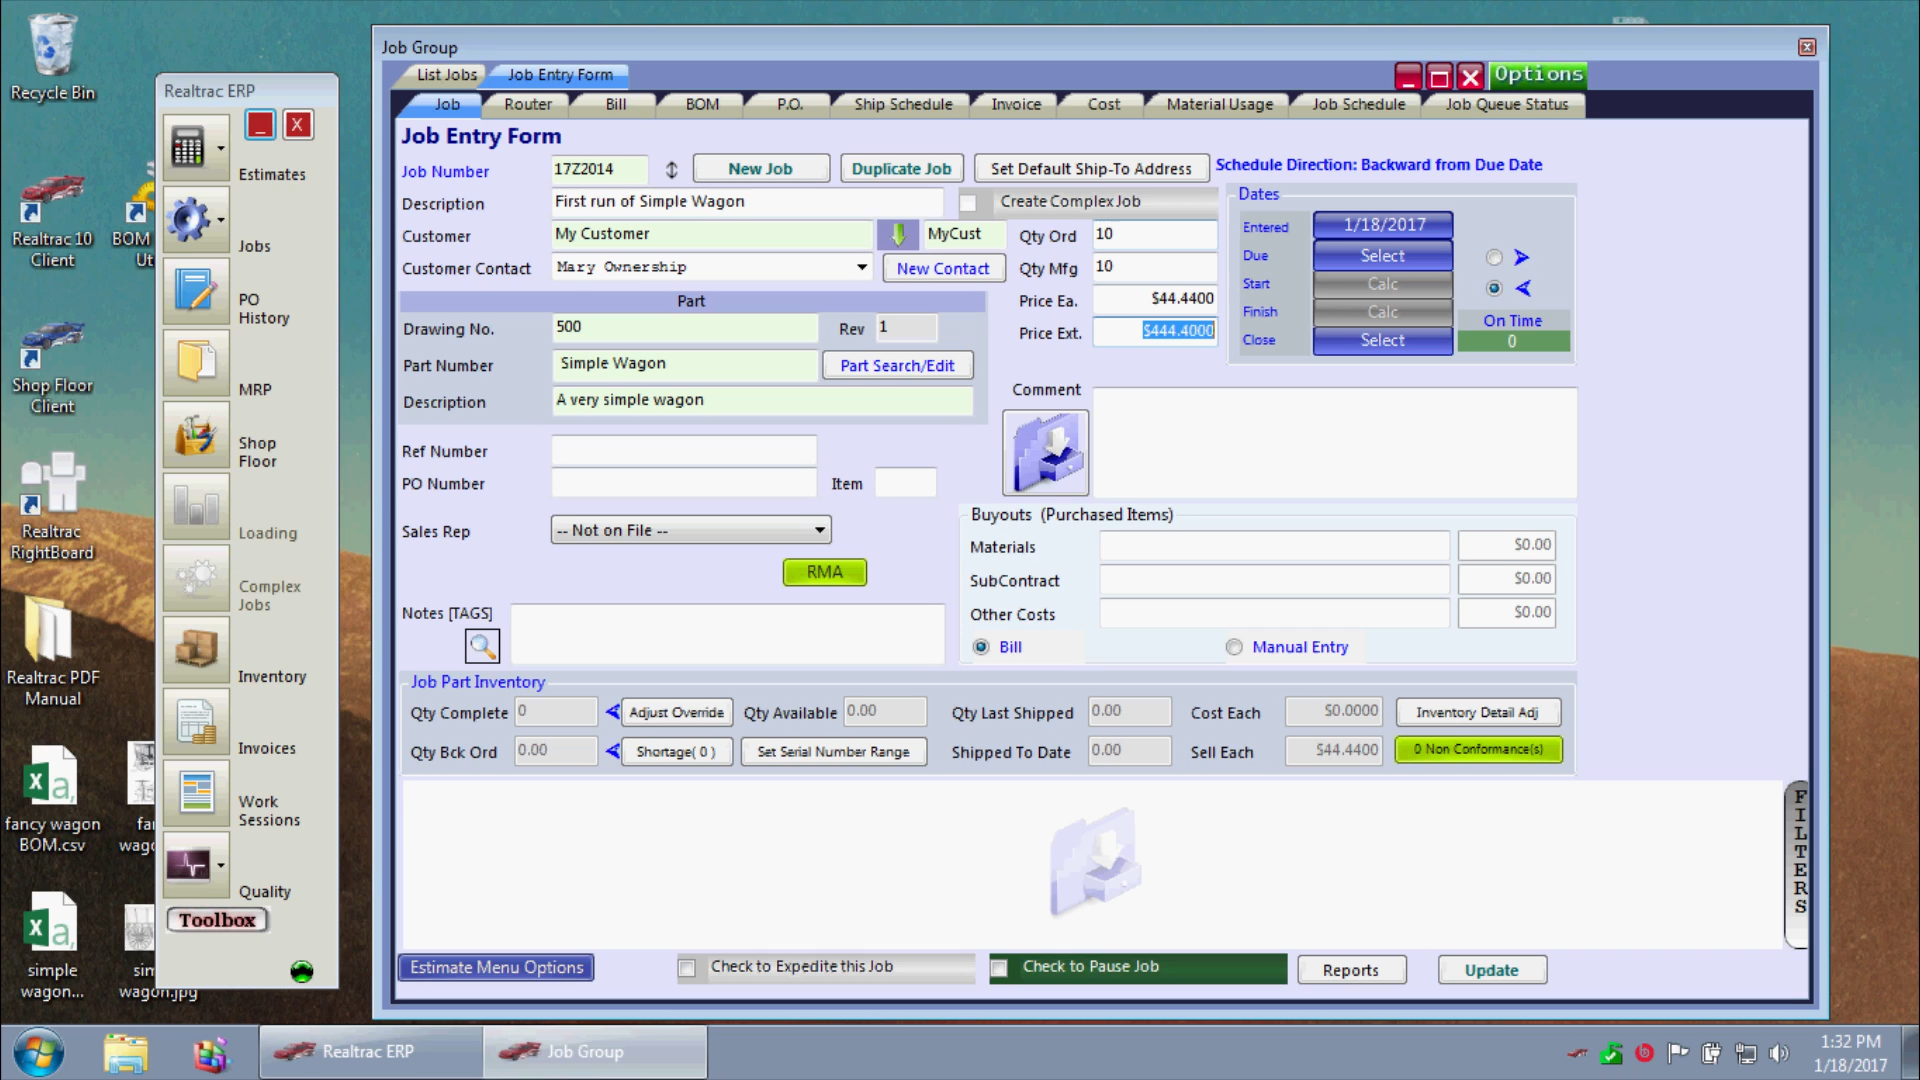 Recycle Bin
Realtrac 10
Client
BOM
Ut
Shop Floor
Client
Realtrac
RightBoard
Realtrac PDF
Manual
fancy wagon
BOM.csv
fa
wago
simple
wagon...
sim
wagon.jpg
Realtrac ERP
X
Estimates
Jobs
PO
History
MRP
Shop
Floor
Loading
Complex
Jobs
Inventory
Invoices
Work
Sessions
Quality
Toolbox
Job Group
List Jobs
Job Entry Form
Options
Job
Router
Bill
BOM
P.O.
Ship Schedule
Invoice
Cost
Material Usage
Job Schedule
Job Queue Status
Job Entry Form
Job Number 17Z2014
New Job
Duplicate Job
Set Default Ship-To Address
Schedule Direction: Backward from Due Date
Description First run of Simple Wagon
Create Complex Job
Customer My Customer
MyCust
Qty Ord 10
Customer Contact Mary Ownership
New Contact
Qty Mfg 10
Part
Price Ea. $44.4400
Drawing No. 500
Rev 1
Price Ext. $444.4000
Part Number Simple Wagon
Part Search/Edit
Description A very simple wagon
Dates
Entered 1/18/2017
Due Select
Start Calc
Finish Calc
Close Select
On Time
0
Comment
Ref Number
PO Number
Item
Sales Rep -- Not on File --
RMA
Notes [TAGS]
Buyouts (Purchased Items)
Materials $0.00
SubContract $0.00
Other Costs $0.00
Bill
Manual Entry
Job Part Inventory
Qty Complete 0
Adjust Override
Qty Available 0.00
Qty Last Shipped 0.00
Cost Each $0.0000
Inventory Detail Adj
Qty Bck Ord 0.00
Shortage( 0 )
Set Serial Number Range
Shipped To Date 0.00
Sell Each $44.4400
0 Non Conformance(s)
FILTERS
Estimate Menu Options
Check to Expedite this Job
Check to Pause Job
Reports
Update
Realtrac ERP
Job Group
1:32 PM
1/18/2017